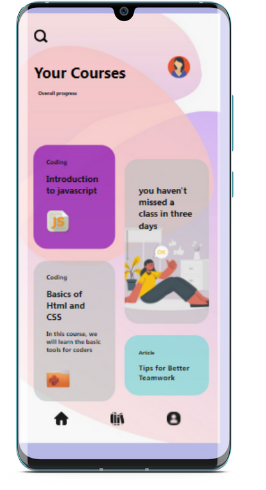 Your Courses
Overall progress
Coding
Introduction
to javascript
JS
you haven't
missed a
class in three
days
OK
Coding
Basics of
Html and
CSS
In this course, we
will learn the basic
tools for coders
Article
Tips for Better
Teamwork